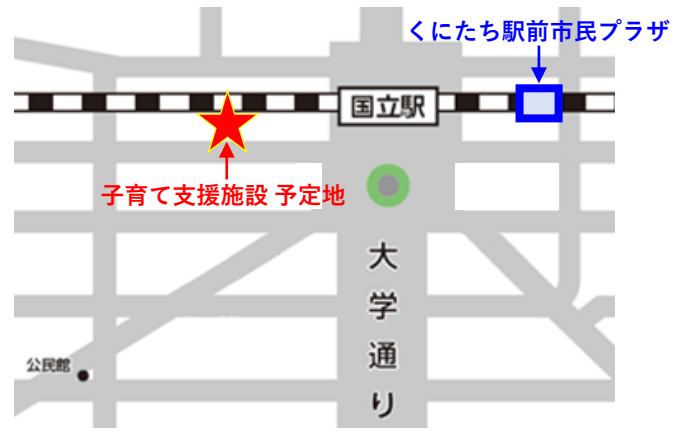 くにたち駅前市民プラザ
国立駅
子育て支援施設 予定地
大学通り
公民館